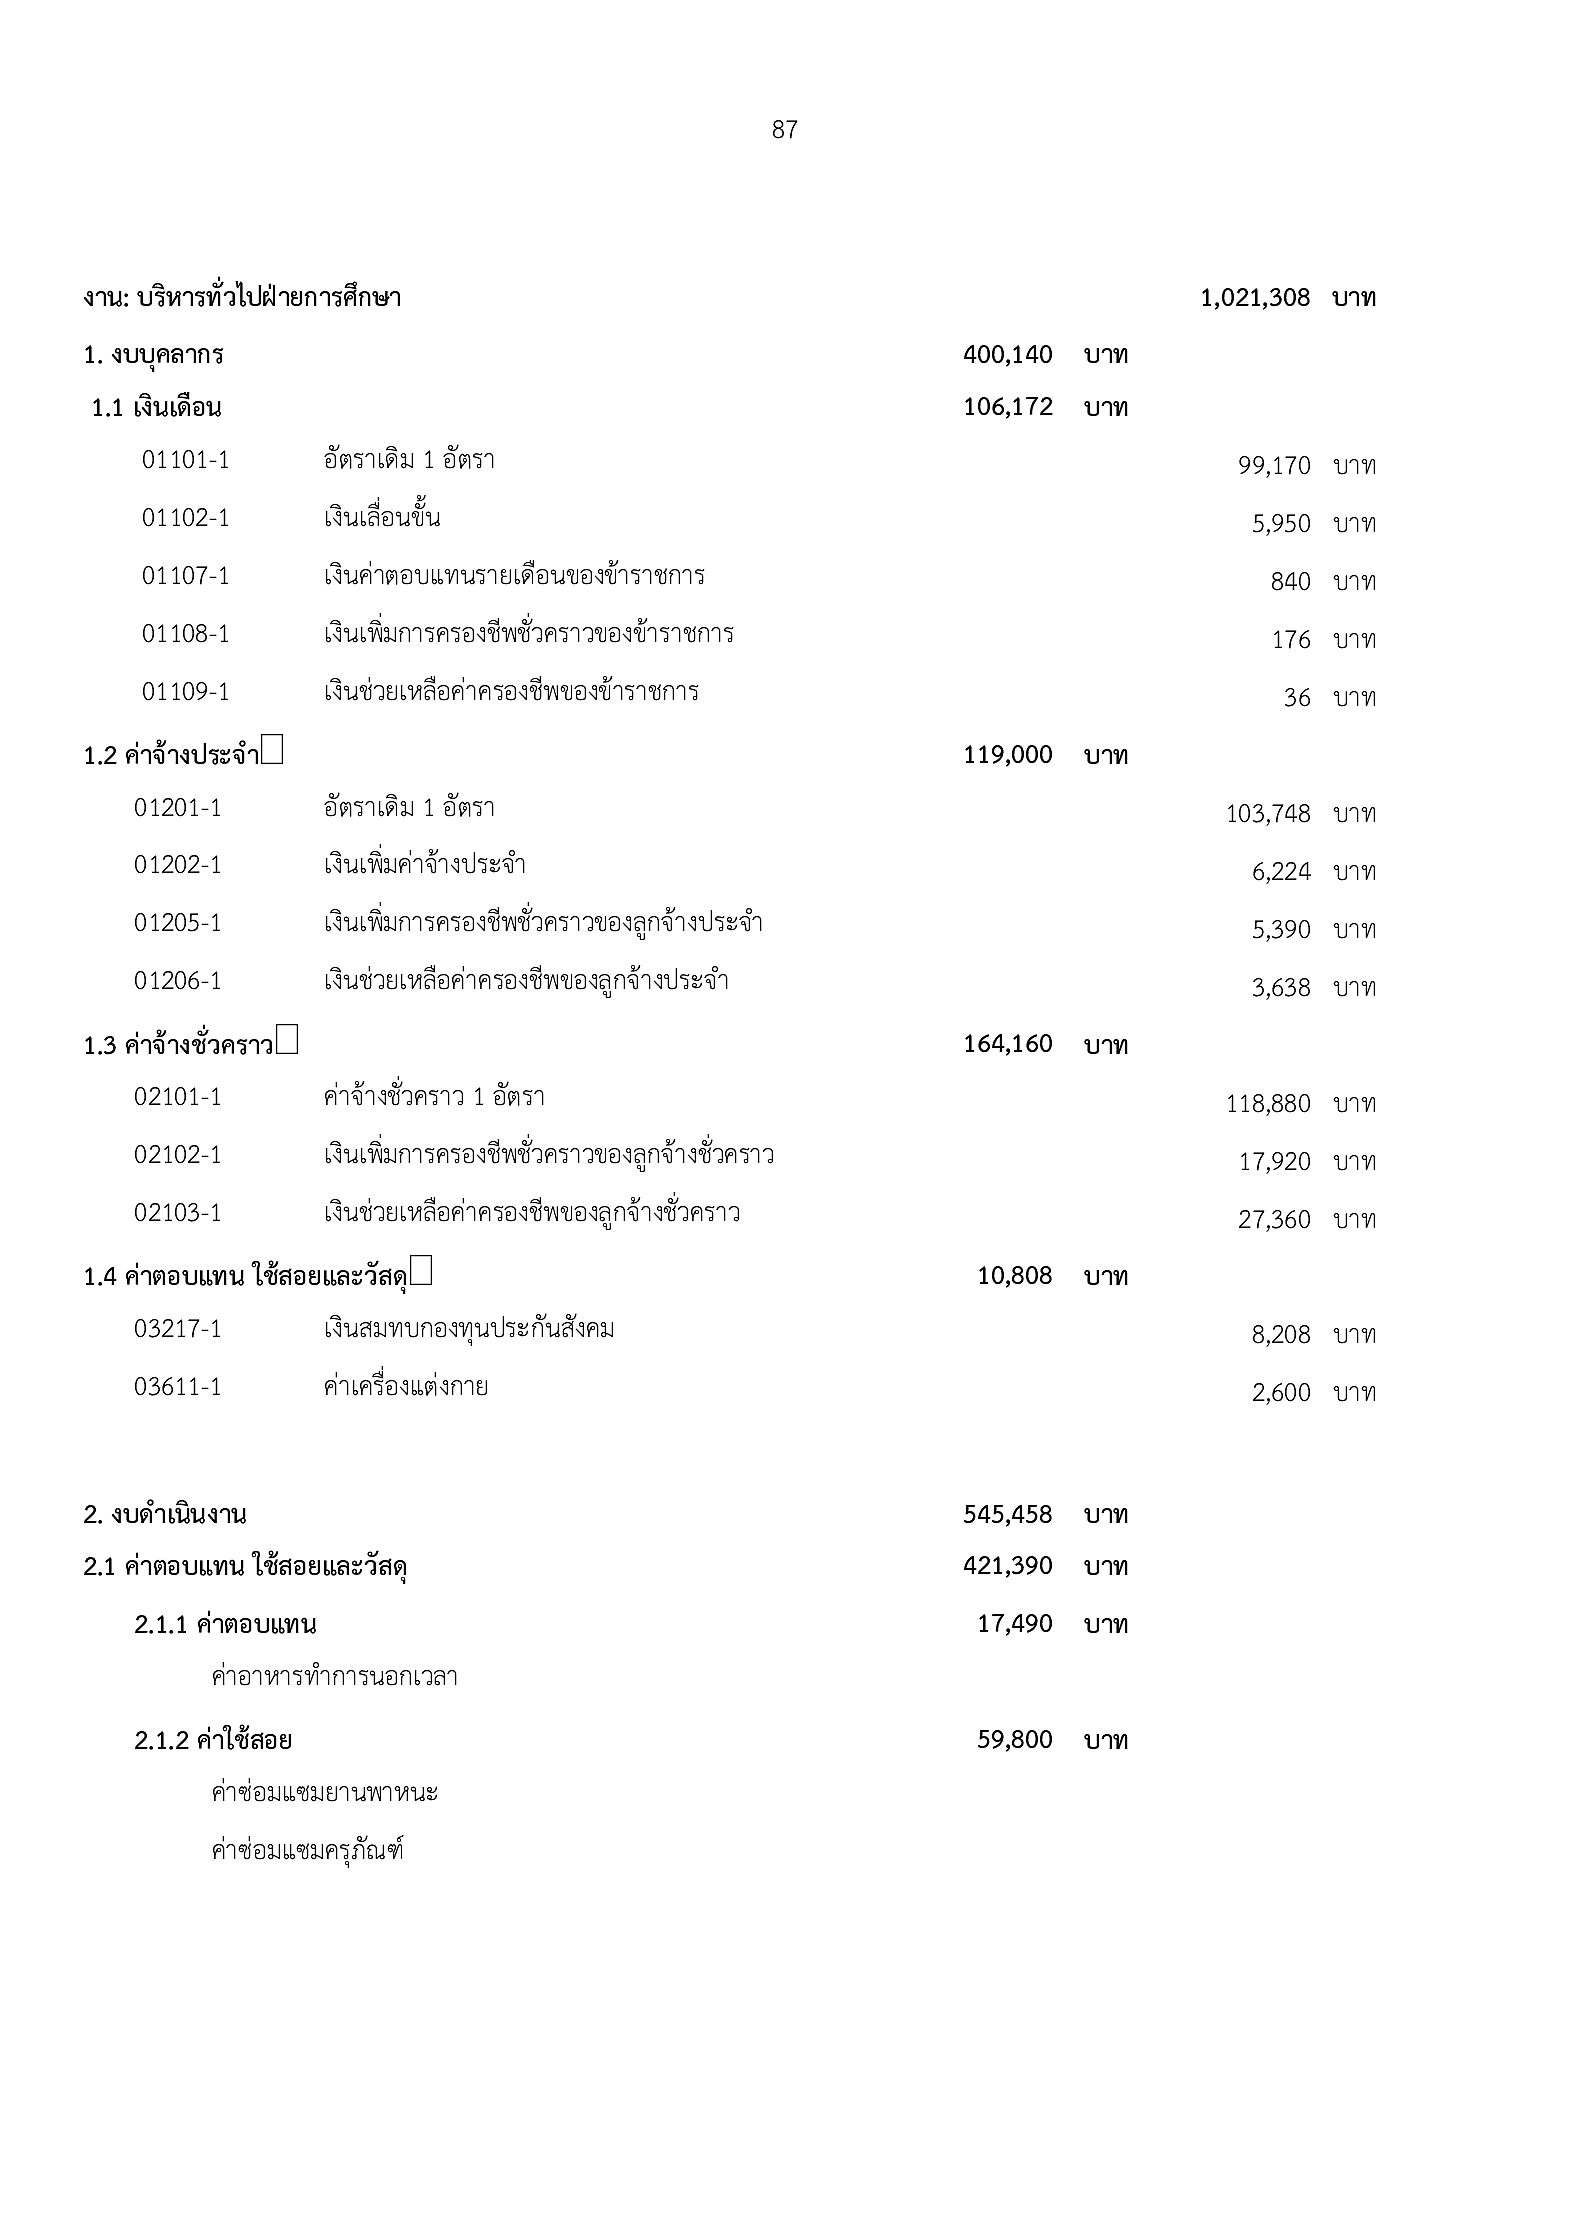 87
งาน: บริหารทั่วไปฝ่ายการศึกษา 1,021,308 บาท
1. งบบุคลากร 400,140 บาท
1.1 เงินเดือน 106,172 บาท
01101-1 อัตราเดิม 1 อัตรา 99,170 บาท
01102-1 เงินเลื่อนขั้น 5,950 บาท
01107-1 เงินค่าตอบแทนรายเดือนของข้าราชการ 840 บาท
01108-1 เงินเพิ่มการครองชีพชั่วคราวของข้าราชการ 176 บาท
01109-1 เงินช่วยเหลือค่าครองชีพของข้าราชการ 36 บาท
1.2 ค่าจ้างประจำ 119,000 บาท
01201-1 อัตราเดิม 1 อัตรา 103,748 บาท
01202-1 เงินเพิ่มค่าจ้างประจำ 6,224 บาท
01205-1 เงินเพิ่มการครองชีพชั่วคราวของลูกจ้างประจำ 5,390 บาท
01206-1 เงินช่วยเหลือค่าครองชีพของลูกจ้างประจำ 3,638 บาท
1.3 ค่าจ้างชั่วคราว 164,160 บาท
02101-1 ค่าจ้างชั่วคราว 1 อัตรา 118,880 บาท
02102-1 เงินเพิ่มการครองชีพชั่วคราวของลูกจ้างชั่วคราว 17,920 บาท
02103-1 เงินช่วยเหลือค่าครองชีพของลูกจ้างชั่วคราว 27,360 บาท
1.4 ค่าตอบแทน ใช้สอยและวัสดุ 10,808 บาท
03217-1 เงินสมทบกองทุนประกันสังคม 8,208 บาท
03611-1 ค่าเครื่องแต่งกาย 2,600 บาท
2. งบดำเนินงาน 545,458 บาท
2.1 ค่าตอบแทน ใช้สอยและวัสดุ 421,390 บาท
2.1.1 ค่าตอบแทน 17,490 บาท
ค่าอาหารทำการนอกเวลา
2.1.2 ค่าใช้สอย 59,800 บาท
ค่าซ่อมแซมยานพาหนะ
ค่าซ่อมแซมครุภัณฑ์